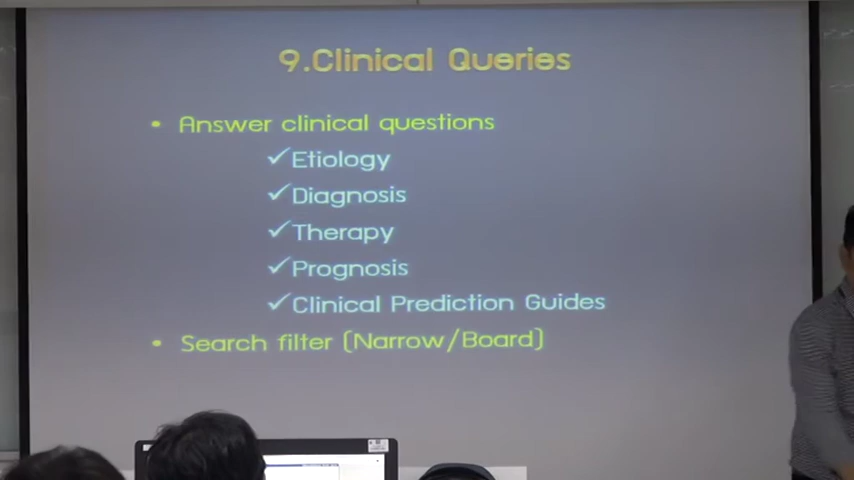 9.Clinical Queries
• Answer clinical questions
✓Etiology
✓Diagnosis
✓Therapy
✓Prognosis
✓Clinical Prediction Guides
• Search filter (Narrow/Board)